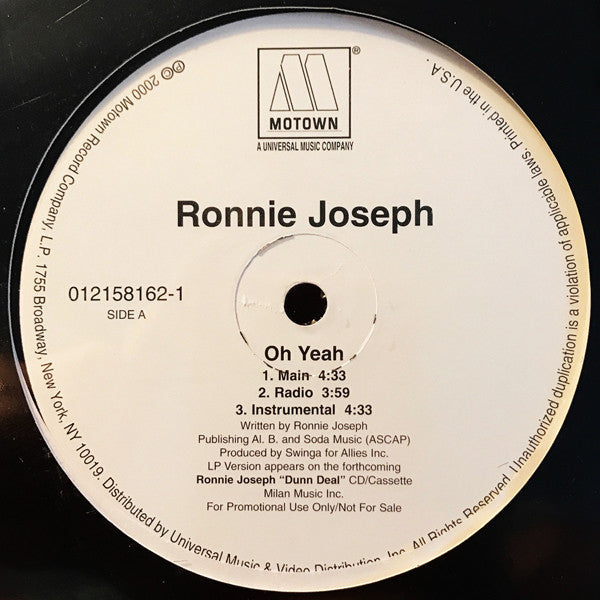 MOTOWN ®
A UNIVERSAL MUSIC COMPANY
Ronnie Joseph
012158162-1
SIDE A
Oh Yeah
1. Main 4:33
2. Radio 3:59
3. Instrumental 4:33
Written by Ronnie Joseph
Publishing Al. B. and Soda Music (ASCAP)
Produced by Swinga for Allies Inc.
LP Version appears on the forthcoming
Ronnie Joseph “Dunn Deal” CD/Cassette
Milan Music Inc.
For Promotional Use Only/Not For Sale
℗© 2000 Motown Record Company, L.P. 1755 Broadway, New York, NY 10019. Distributed by Universal Music & Video Distribution, Inc. All Rights Reserved. Unauthorized duplication is a violation of applicable laws. Printed in the U.S.A.